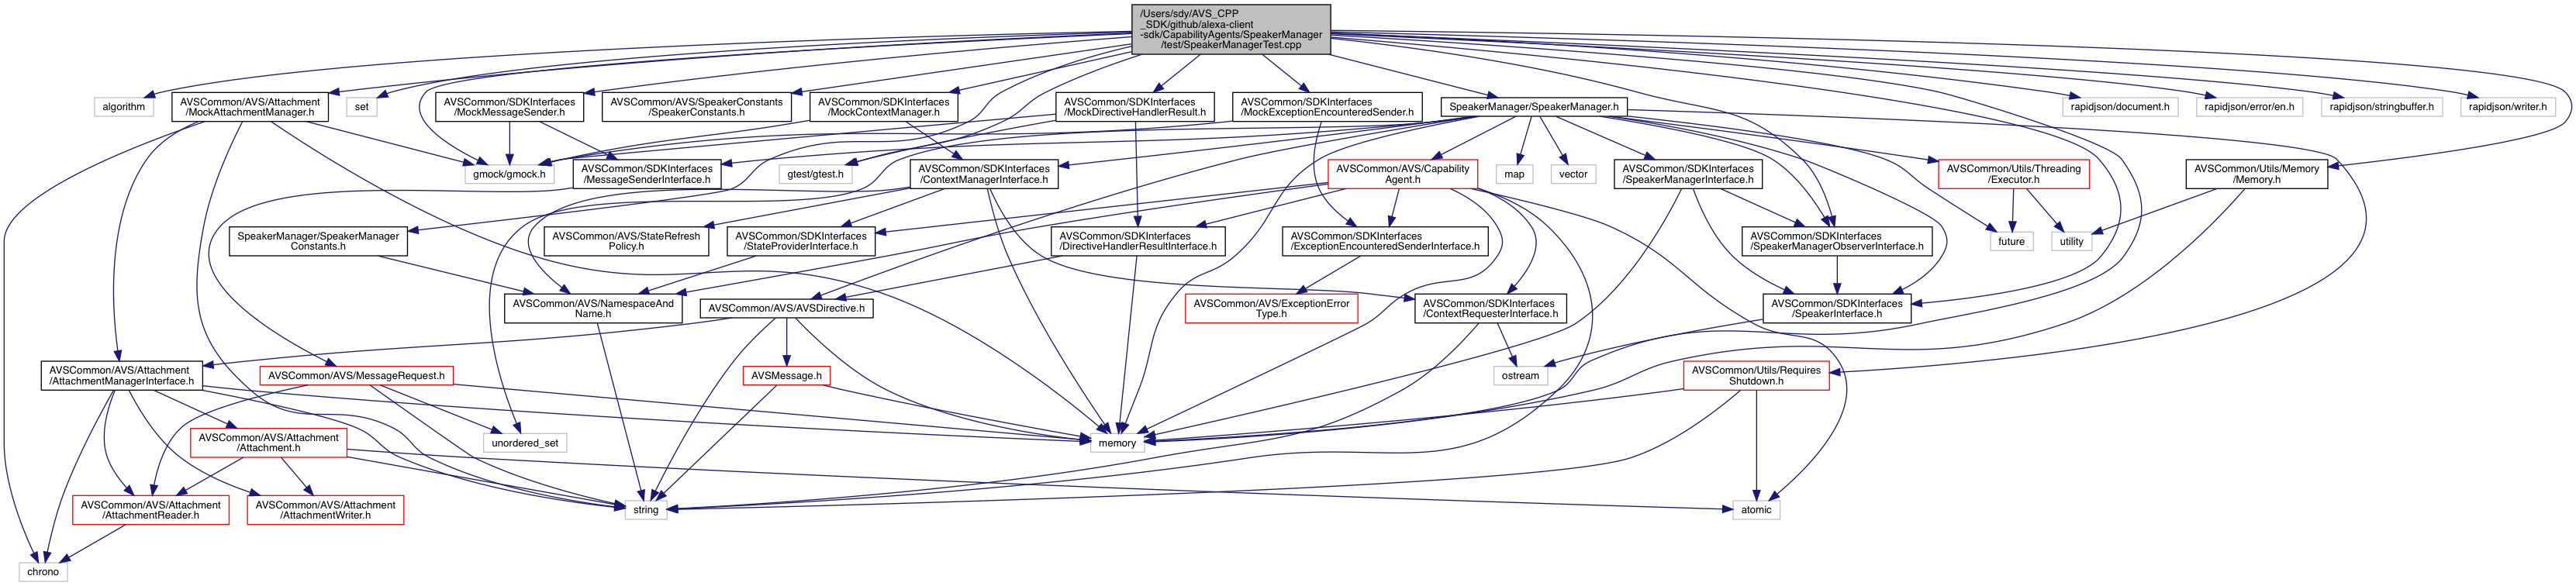 /Users/sdy/AVS_CPP
_SDK/github/alexa-client
-sdk/CapabilityAgents/SpeakerManager
/test/SpeakerManagerTest.cpp
algorithm
AVSCommon/AVS/Attachment
/MockAttachmentManager.h
set
AVSCommon/SDKInterfaces
/MockMessageSender.h
AVSCommon/AVS/SpeakerConstants
/SpeakerConstants.h
AVSCommon/SDKInterfaces
/MockContextManager.h
AVSCommon/SDKInterfaces
/MockDirectiveHandlerResult.h
AVSCommon/SDKInterfaces
/MockExceptionEncounteredSender.h
SpeakerManager/SpeakerManager.h
rapidjson/document.h
rapidjson/error/en.h
rapidjson/stringbuffer.h
rapidjson/writer.h
gmock/gmock.h
AVSCommon/SDKInterfaces
/MessageSenderInterface.h
gtest/gtest.h
AVSCommon/SDKInterfaces
/ContextManagerInterface.h
AVSCommon/AVS/Capability
Agent.h
map
vector
AVSCommon/SDKInterfaces
/SpeakerManagerInterface.h
AVSCommon/Utils/Threading
/Executor.h
AVSCommon/Utils/Memory
/Memory.h
SpeakerManager/SpeakerManager
Constants.h
AVSCommon/AVS/StateRefresh
Policy.h
AVSCommon/SDKInterfaces
/StateProviderInterface.h
AVSCommon/SDKInterfaces
/DirectiveHandlerResultInterface.h
AVSCommon/SDKInterfaces
/ExceptionEncounteredSenderInterface.h
AVSCommon/SDKInterfaces
/SpeakerManagerObserverInterface.h
future
utility
AVSCommon/AVS/NamespaceAnd
Name.h
AVSCommon/AVS/AVSDirective.h
AVSCommon/AVS/ExceptionError
Type.h
AVSCommon/SDKInterfaces
/ContextRequesterInterface.h
AVSCommon/SDKInterfaces
/SpeakerInterface.h
AVSCommon/AVS/Attachment
/AttachmentManagerInterface.h
AVSCommon/AVS/MessageRequest.h
AVSMessage.h
ostream
AVSCommon/Utils/Requires
Shutdown.h
AVSCommon/AVS/Attachment
/Attachment.h
unordered_set
memory
AVSCommon/AVS/Attachment
/AttachmentReader.h
AVSCommon/AVS/Attachment
/AttachmentWriter.h
string
atomic
chrono